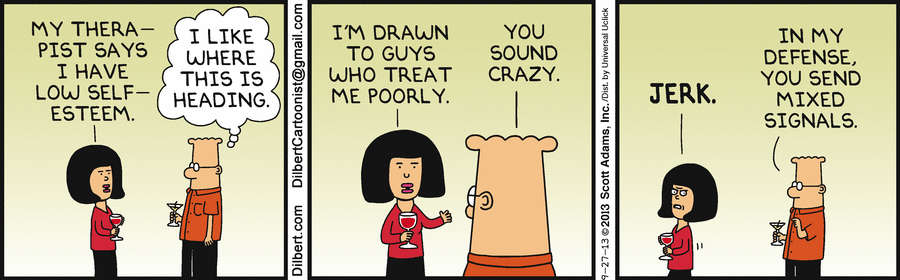 MY THERA–
PIST SAYS
I HAVE
LOW SELF–
ESTEEM.
I LIKE
WHERE
THIS IS
HEADING.
Dilbert.com DilbertCartoonist@gmail.com
I'M DRAWN
TO GUYS
WHO TREAT
ME POORLY.
YOU
SOUND
CRAZY.
9-27-13 © 2013 Scott Adams, Inc. /Dist. by Universal Uclick
JERK.
IN MY
DEFENSE,
YOU SEND
MIXED
SIGNALS.